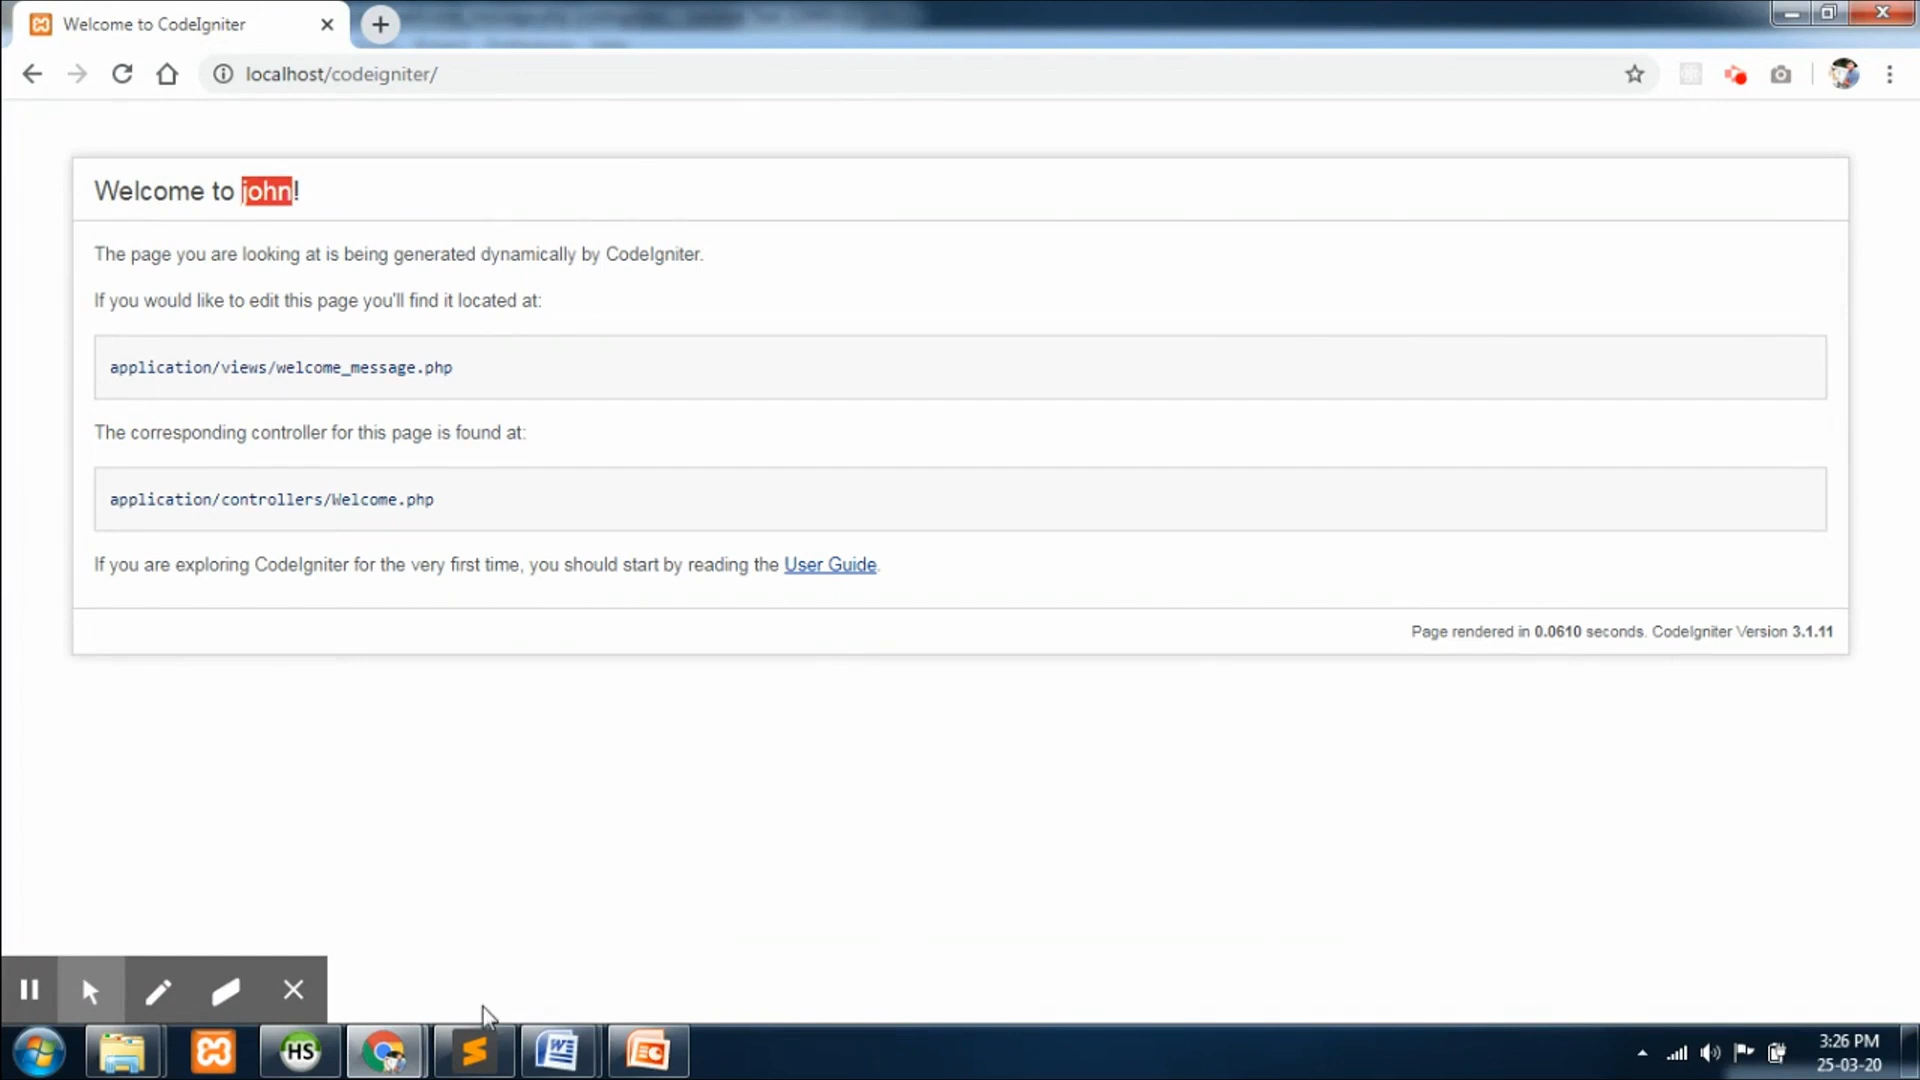 Welcome to CodeIgniter
localhost/codeigniter/
Welcome to john!
The page you are looking at is being generated dynamically by CodeIgniter.
If you would like to edit this page you'll find it located at:
application/views/welcome_message.php
The corresponding controller for this page is found at:
application/controllers/Welcome.php
If you are exploring CodeIgniter for the very first time, you should start by reading the User Guide.
Page rendered in 0.0610 seconds. CodeIgniter Version 3.1.11
HS
3:26 PM
25-03-20